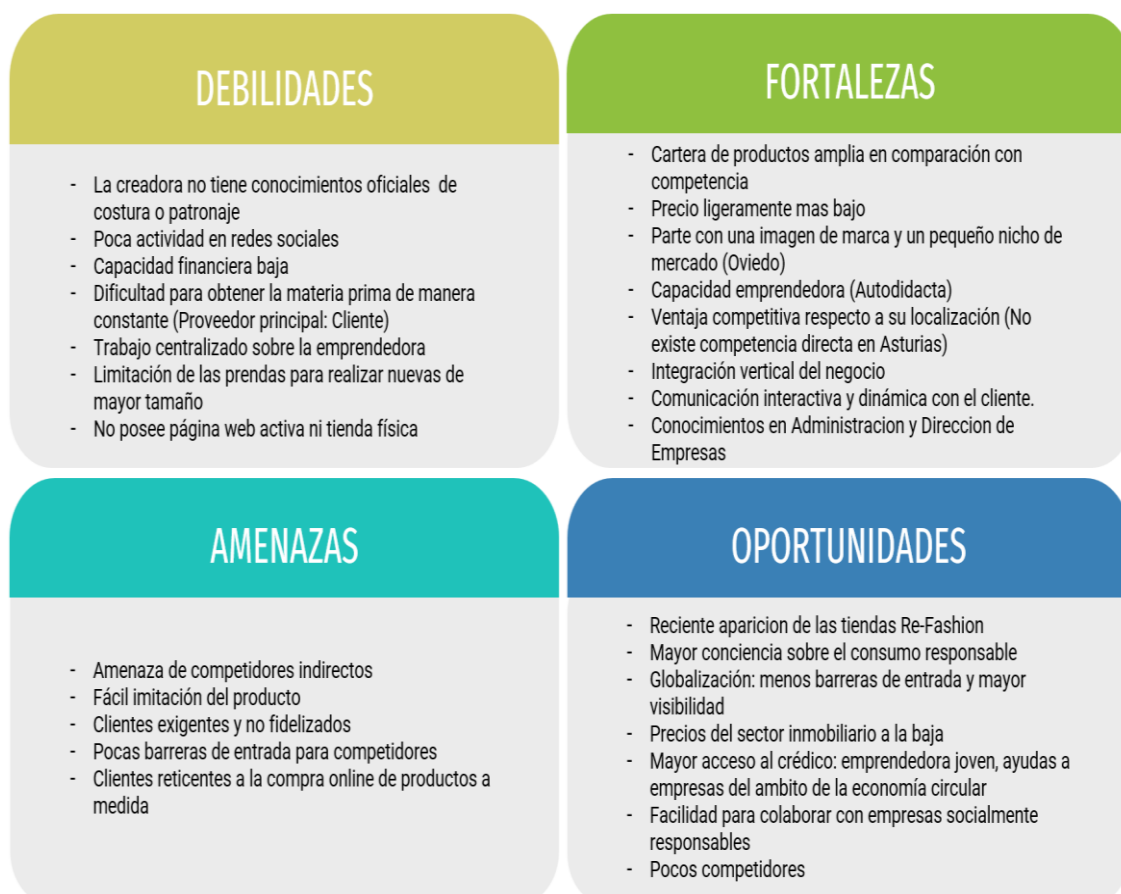 DEBILIDADES
- La creadora no tiene conocimientos oficiales de
costura o patronaje
- Poca actividad en redes sociales
- Capacidad financiera baja
- Dificultad para obtener la materia prima de manera
constante (Proveedor principal: Cliente)
- Trabajo centralizado sobre la emprendedora
- Limitación de las prendas para realizar nuevas de
mayor tamaño
- No posee página web activa ni tienda física
FORTALEZAS
- Cartera de productos amplia en comparación con
competencia
- Precio ligeramente mas bajo
- Parte con una imagen de marca y un pequeño nicho de
mercado (Oviedo)
- Capacidad emprendedora (Autodidacta)
- Ventaja competitiva respecto a su localización (No
existe competencia directa en Asturias)
- Integración vertical del negocio
- Comunicación interactiva y dinámica con el cliente.
- Conocimientos en Administracion y Direccion de
Empresas
AMENAZAS
- Amenaza de competidores indirectos
- Fácil imitación del producto
- Clientes exigentes y no fidelizados
- Pocas barreras de entrada para competidores
- Clientes reticentes a la compra online de productos a
medida
OPORTUNIDADES
- Reciente aparicion de las tiendas Re-Fashion
- Mayor conciencia sobre el consumo responsable
- Globalización: menos barreras de entrada y mayor
visibilidad
- Precios del sector inmobiliario a la baja
- Mayor acceso al crédico: emprendedora joven, ayudas a
empresas del ambito de la economía circular
- Facilidad para colaborar con empresas socialmente
responsables
- Pocos competidores